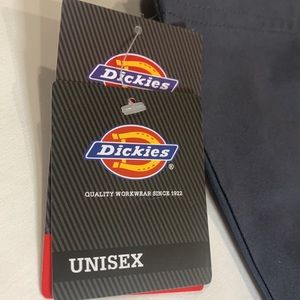 Dickies
Dickies
®
QUALITY WORKWEAR SINCE 1922
UNISEX